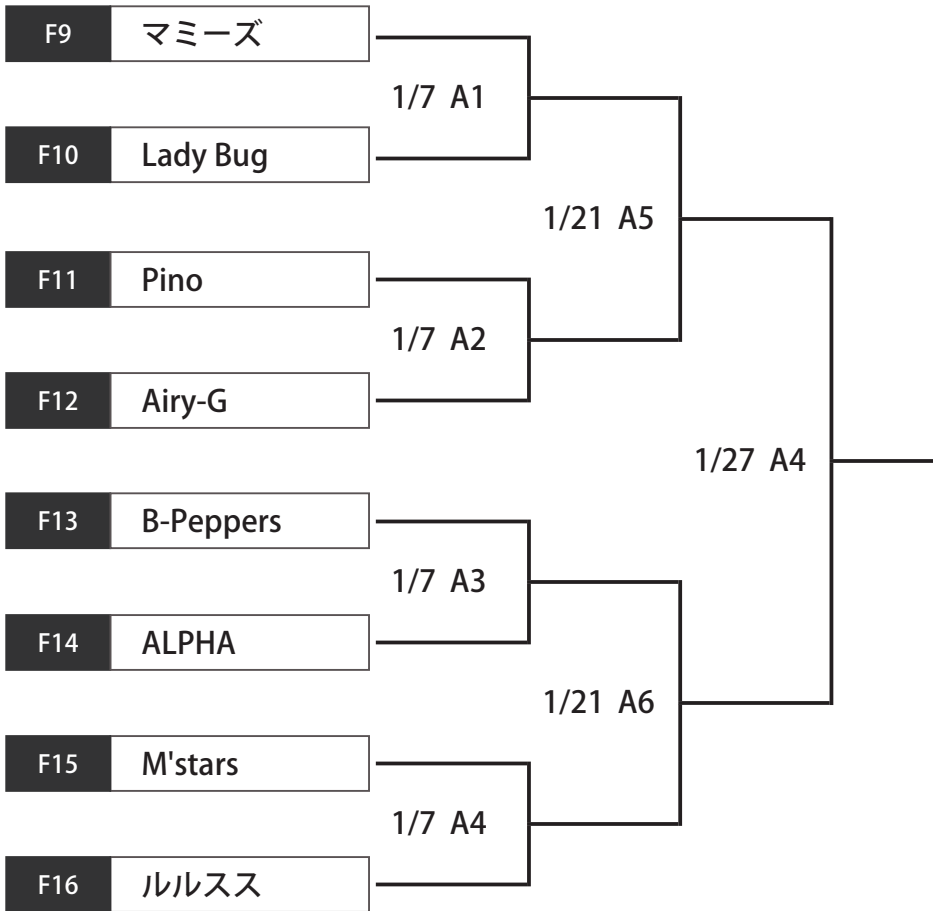 F9 マミーズ
1/7 A1
F10 Lady Bug
1/21 A5
F11 Pino
1/7 A2
F12 Airy-G
1/27 A4
F13 B-Peppers
1/7 A3
F14 ALPHA
1/21 A6
F15 M'stars
1/7 A4
F16 ルルスス